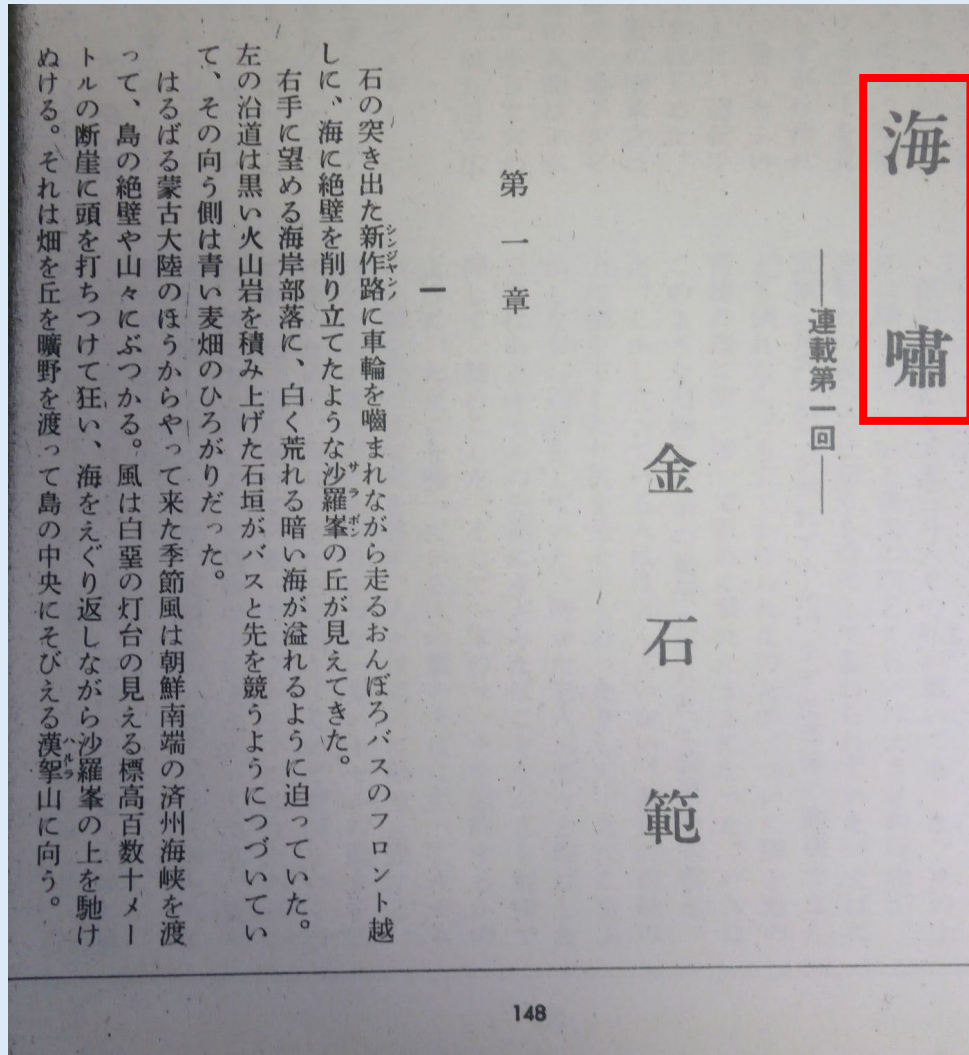 海嘯
――連載第一回――
金石範
第一章
一
石の突き出た新作路に車輪を嚙まれながら走るおんぼろバスのフロント越
シンジャンノ
しに、海に絶壁を削り立てたような沙羅峯の丘が見えてきた。
サラボン
右手に望める海岸部落に、白く荒れる暗い海が溢れるように迫っていた。
左の沿道は黒い火山岩を積み上げた石垣がバスと先を競うようにつづいてい
て、その向う側は青い麦畑のひろがりだった。
はるばる蒙古大陸のほうからやって来た季節風は朝鮮南端の済州海峡を渡
って、島の絶壁や山々にぶつかる。風は白堊の灯台の見える標高百数十メー
トルの断崖に頭を打ちつけて狂い、海をえぐり返しながら沙羅峯の上を馳け
ぬける。それは畑を丘を曠野を渡って島の中央にそびえる漢拏山に向う。
ハルラ
148